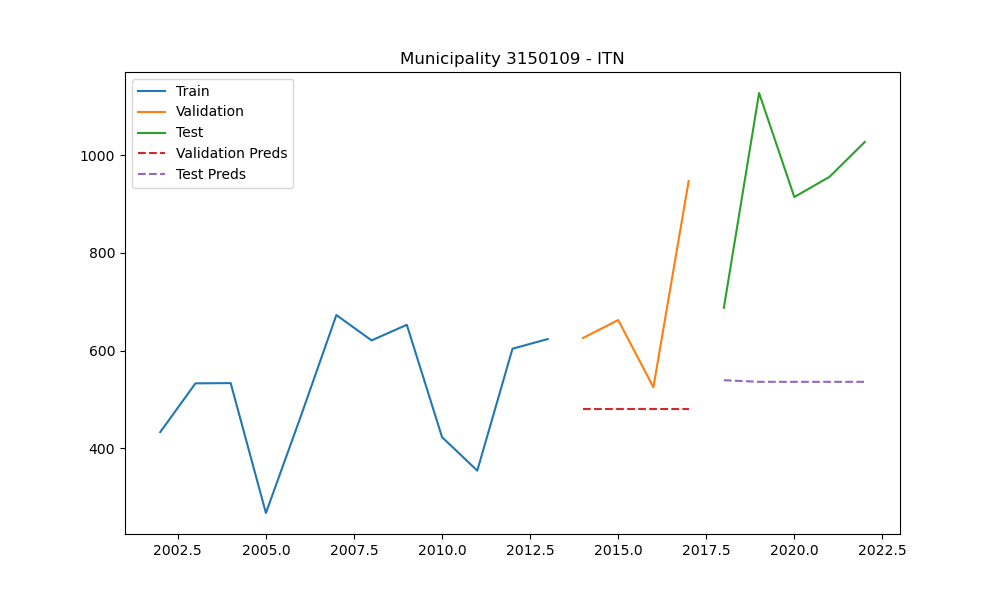 Municipality 3150109 - ITN
Train
Validation
Test
Validation Preds
Test Preds
1000
800
600
400
2002.5 2005.0 2007.5 2010.0 2012.5 2015.0 2017.5 2020.0 2022.5